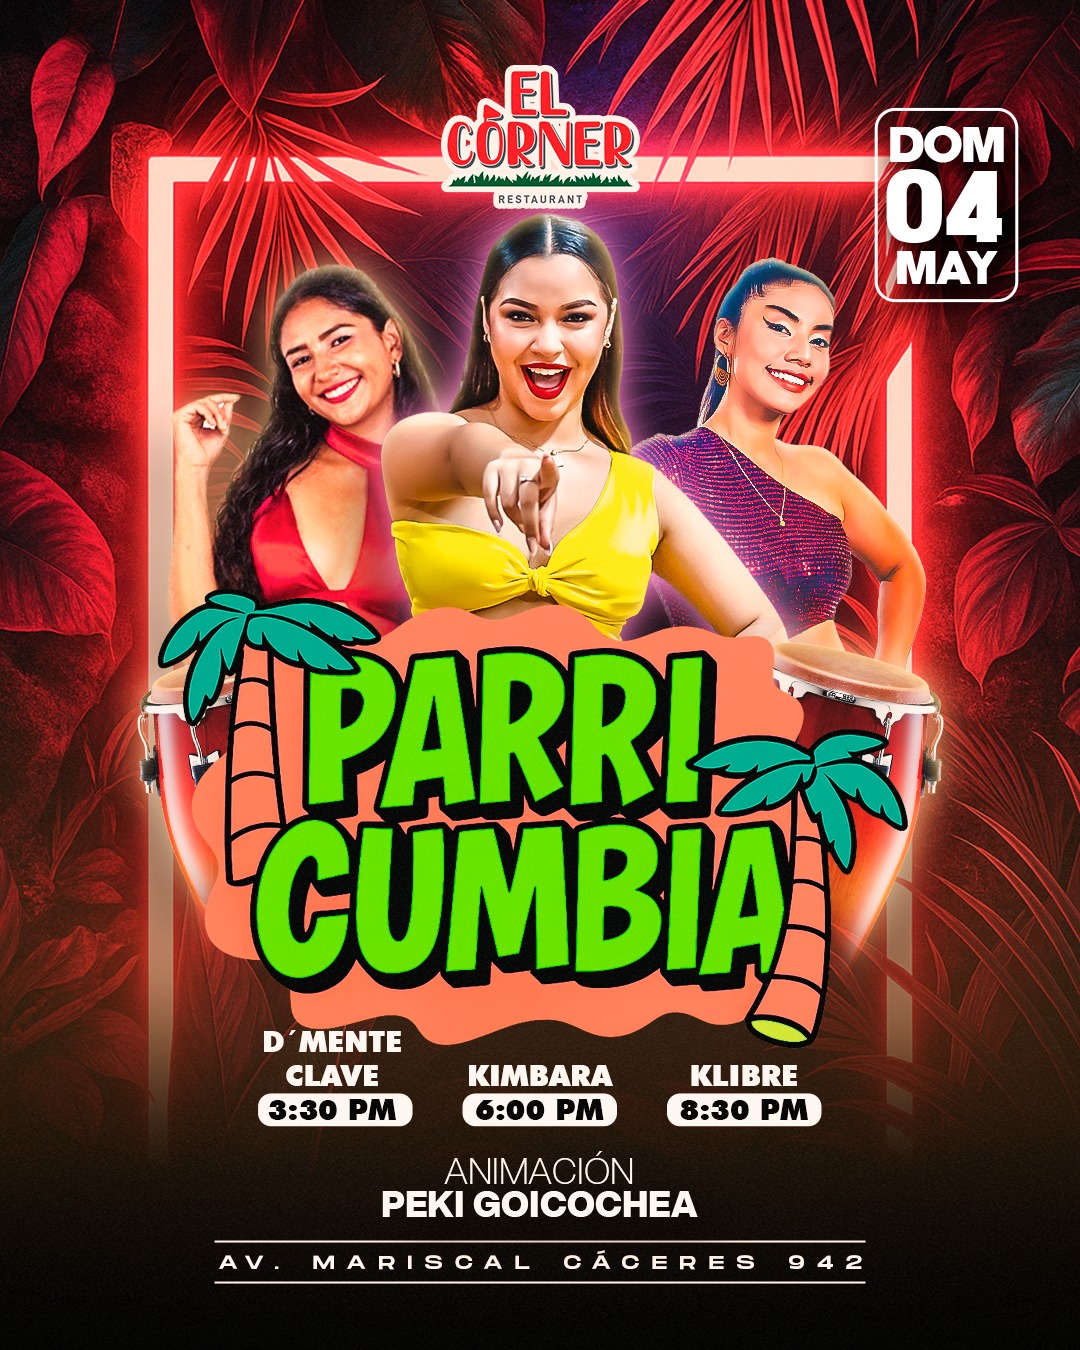 EL
CÒRNER
RESTAURANT
DOM
04
MAY
PARRI
CUMBIA
D´MENTE
CLAVE
3:30 PM
KIMBARA
6:00 PM
KLIBRE
8:30 PM
ANIMACIÓN
PEKI GOICOCHEA
AV. MARISCAL CÁCERES 942